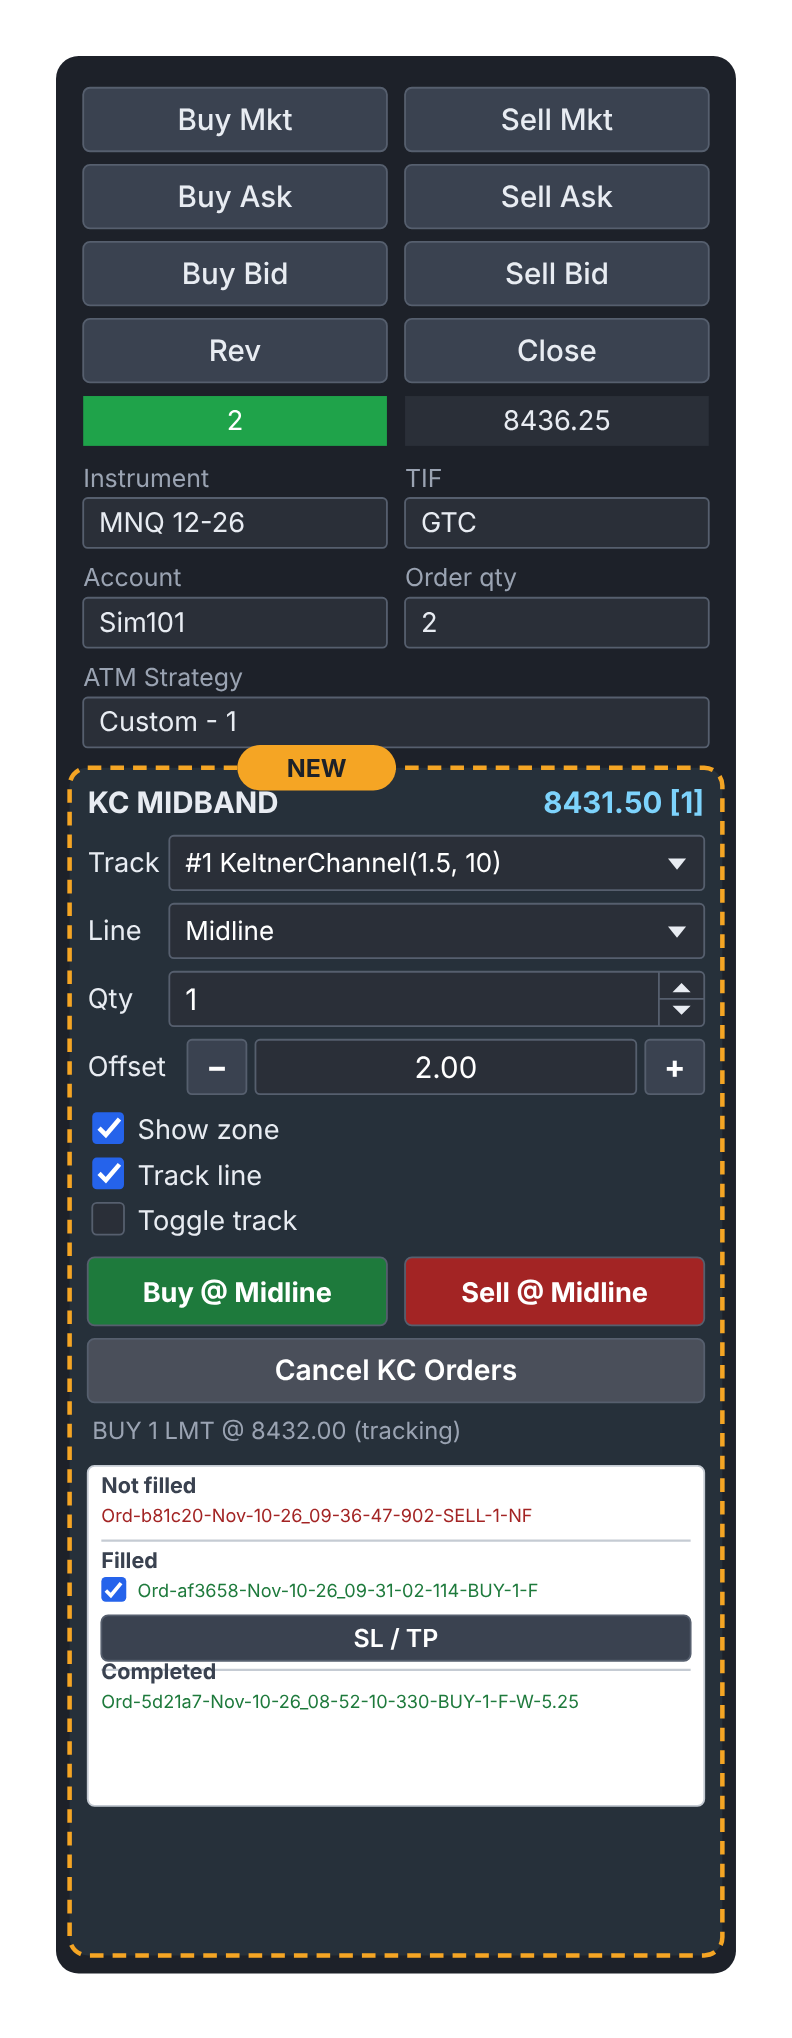 Buy Mkt Sell Mkt
Buy Ask Sell Ask
Buy Bid Sell Bid
Rev Close
2 8436.25
Instrument TIF
MNQ 12-26 GTC
Account Order qty
Sim101 2
ATM Strategy
Custom - 1
NEW
KC MIDBAND 8431.50 [1]
Track #1 KeltnerChannel(1.5, 10)
Line Midline
Qty 1
Offset − 2.00 +
Show zone
Track line
Toggle track
Buy @ Midline Sell @ Midline
Cancel KC Orders
BUY 1 LMT @ 8432.00 (tracking)
Not filled
Ord-b81c20-Nov-10-26_09-36-47-902-SELL-1-NF
Filled
Ord-af3658-Nov-10-26_09-31-02-114-BUY-1-F
SL / TP
Completed
Ord-5d21a7-Nov-10-26_08-52-10-330-BUY-1-F-W-5.25